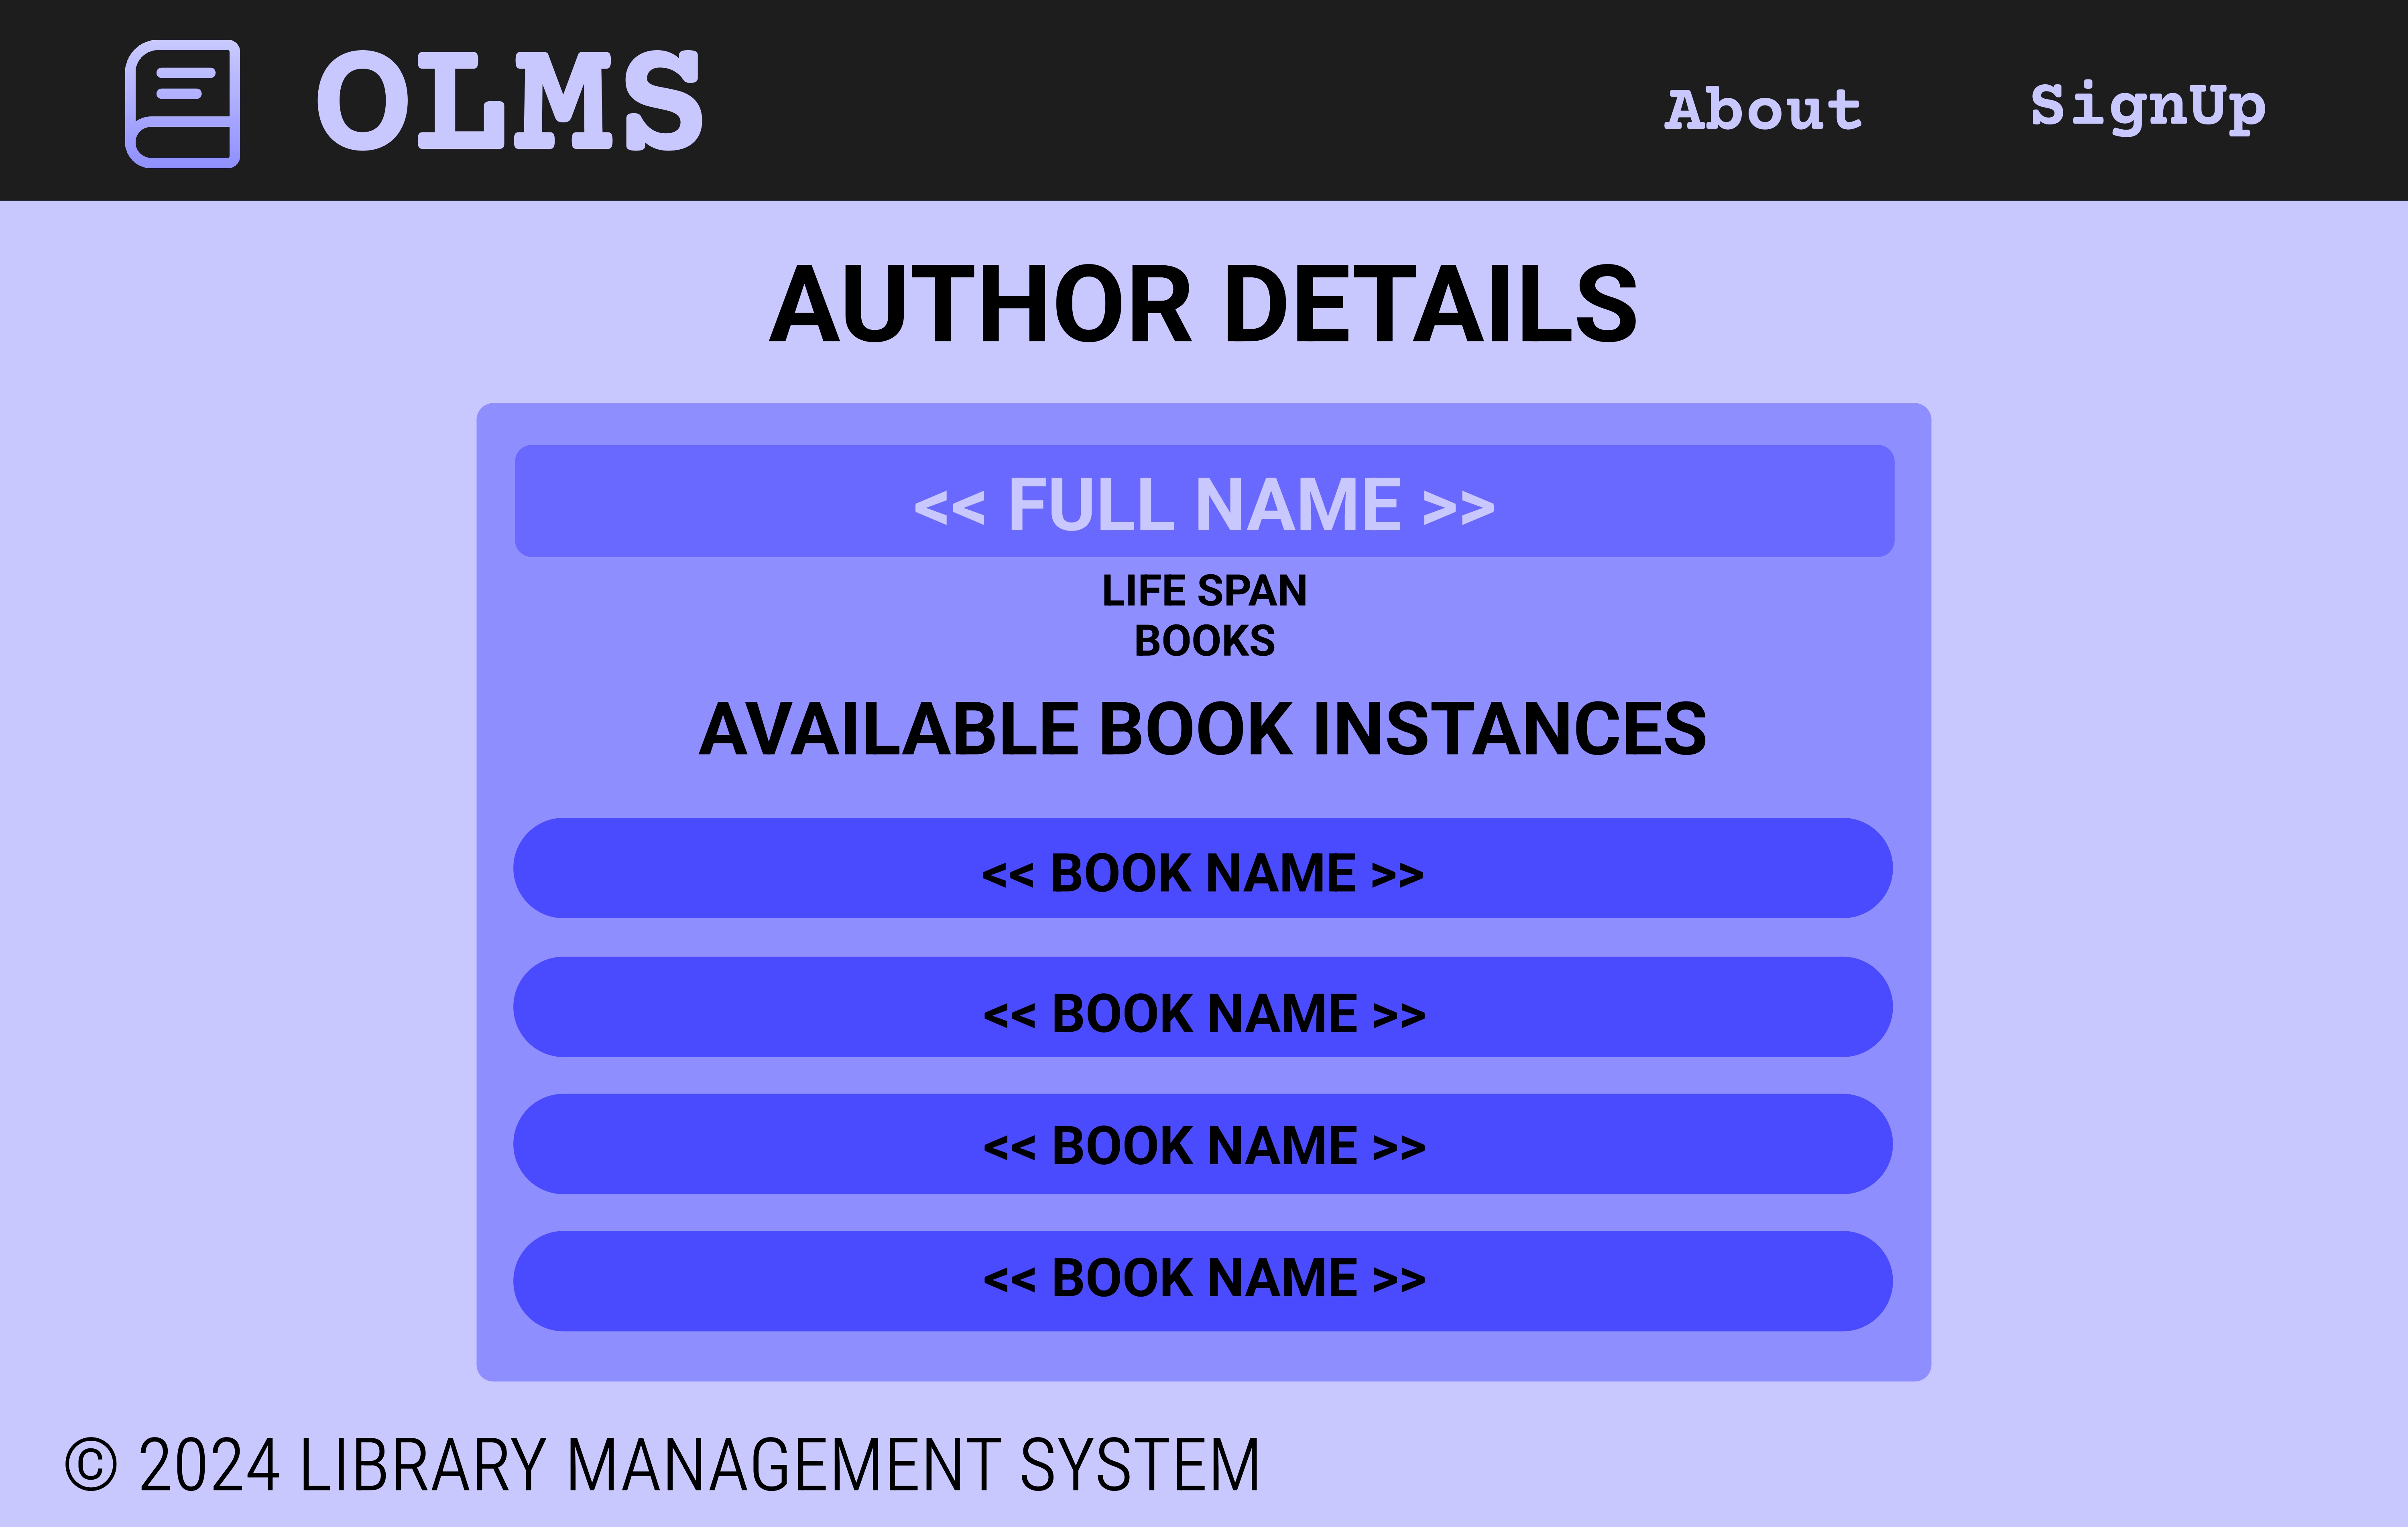 OLMS
About SignUp
AUTHOR DETAILS
<< FULL NAME >>
LIFE SPAN
BOOKS
AVAILABLE BOOK INSTANCES
<< BOOK NAME >>
<< BOOK NAME >>
<< BOOK NAME >>
<< BOOK NAME >>
© 2024 LIBRARY MANAGEMENT SYSTEM